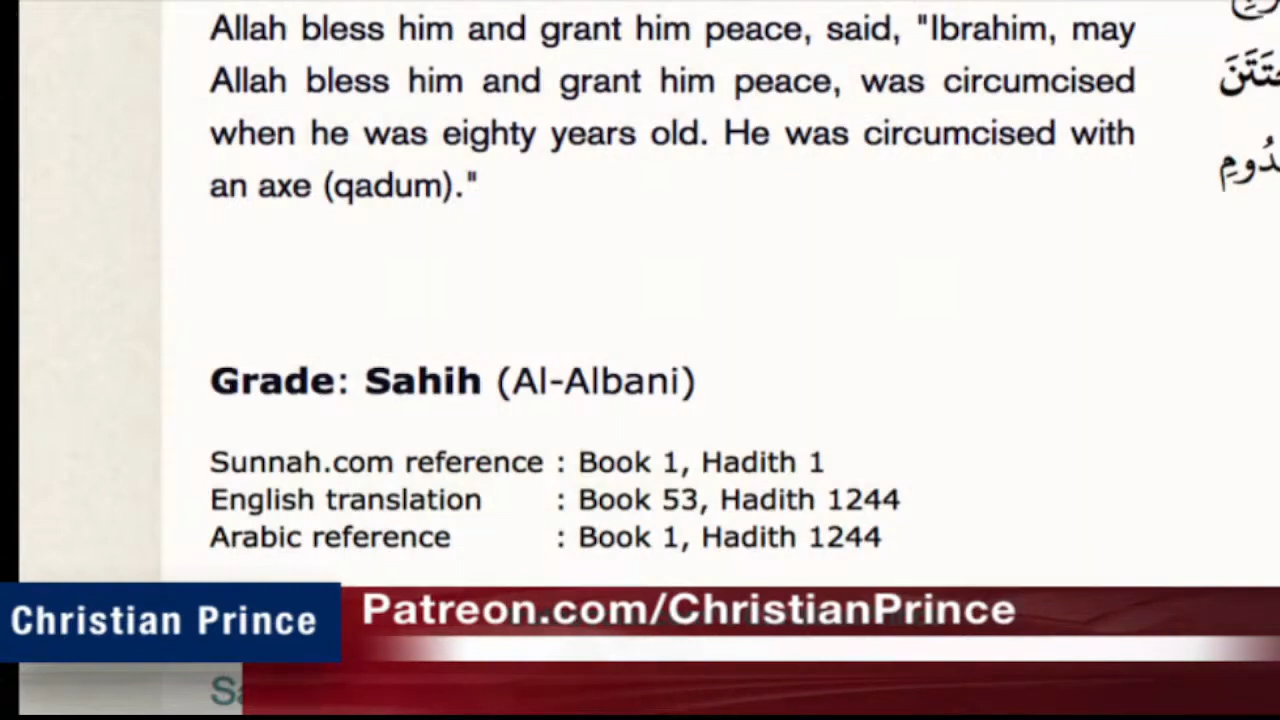 Allah bless him and grant him peace, said, "Ibrahim, may
Allah bless him and grant him peace, was circumcised
when he was eighty years old. He was circumcised with
an axe (qadum)."
Grade: Sahih (Al-Albani)
Sunnah.com reference : Book 1, Hadith 1
English translation : Book 53, Hadith 1244
Arabic reference : Book 1, Hadith 1244
Christian Prince
Patreon.com/ChristianPrince